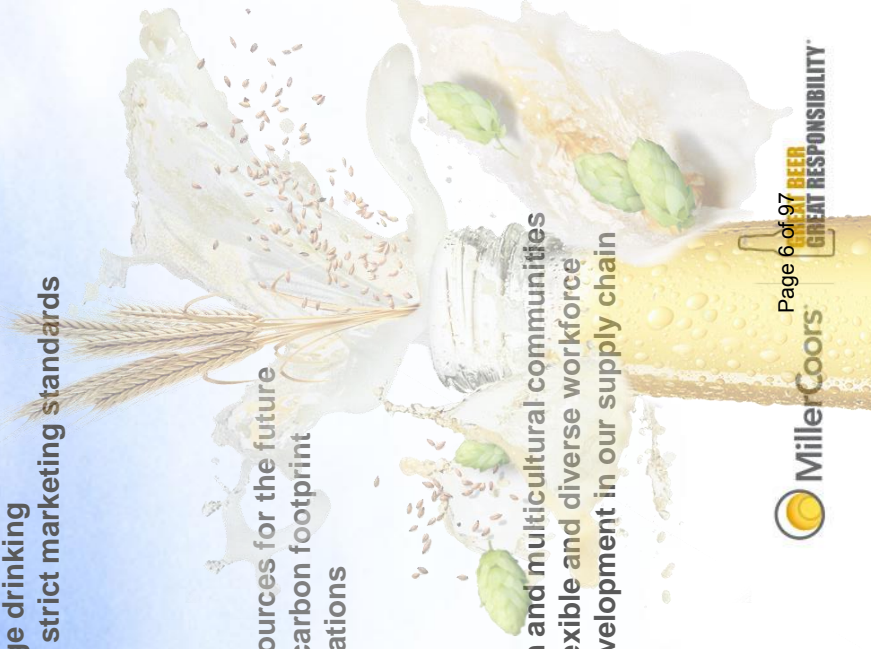 ge drinking
strict marketing standards
ources for the future
carbon footprint
ations
and multicultural communities
exible and diverse workforce
velopment in our supply chain
MillerCoors
GREAT BEER
GREAT RESPONSIBILITY®
Page 6 of 97